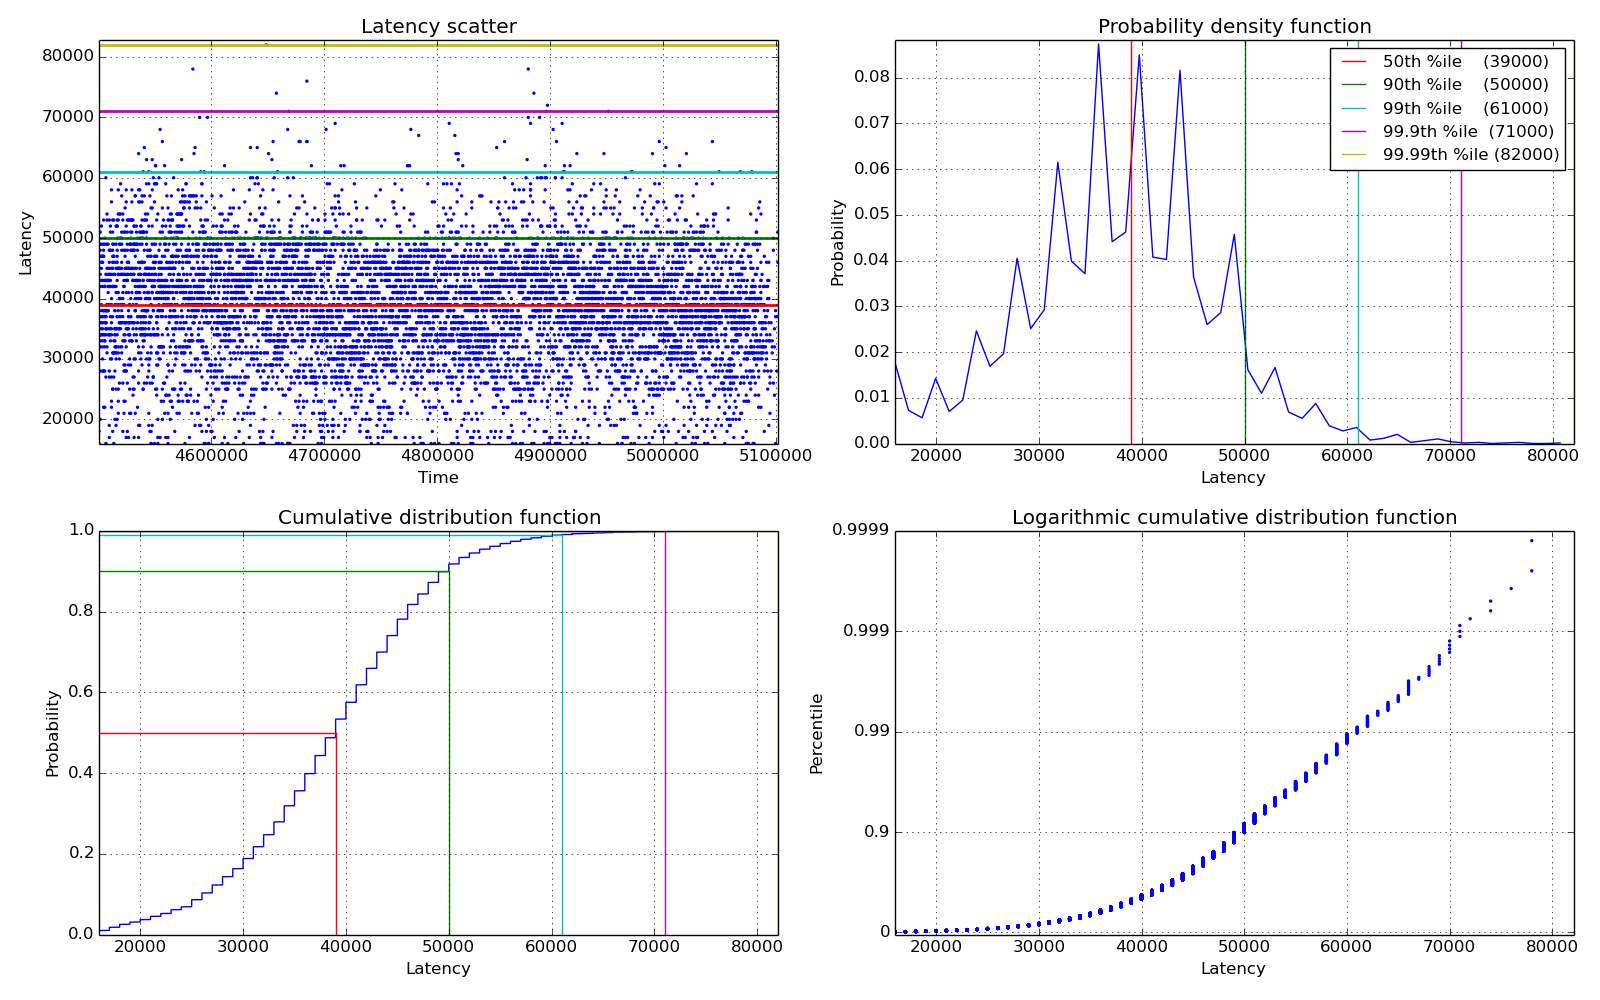 Latency scatter
80000
70000
60000
50000
40000
30000
20000
Latency
4600000 4700000 4800000 4900000 5000000 5100000
Time
Probability density function
0.08
0.07
0.06
0.05
0.04
0.03
0.02
0.01
0.00
Probability
50th %ile (39000)
90th %ile (50000)
99th %ile (61000)
99.9th %ile (71000)
99.99th %ile (82000)
20000 30000 40000 50000 60000 70000 80000
Latency
Cumulative distribution function
1.0
0.8
0.6
0.4
0.2
0.0
Probability
20000 30000 40000 50000 60000 70000 80000
Latency
Logarithmic cumulative distribution function
0.9999
0.999
0.99
0.9
0
Percentile
20000 30000 40000 50000 60000 70000 80000
Latency